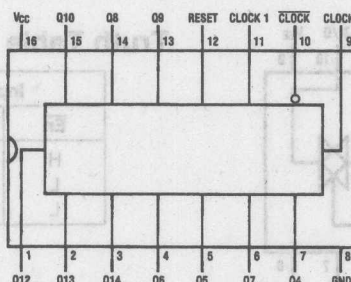 VCC Q10 Q8 Q9 RESET CLOCK 1 CLOCK CLOCK
16 15 14 13 12 11 10 9
1 2 3 4 5 6 7 8
Q12 Q13 Q14 Q6 Q5 Q7 Q4 GND